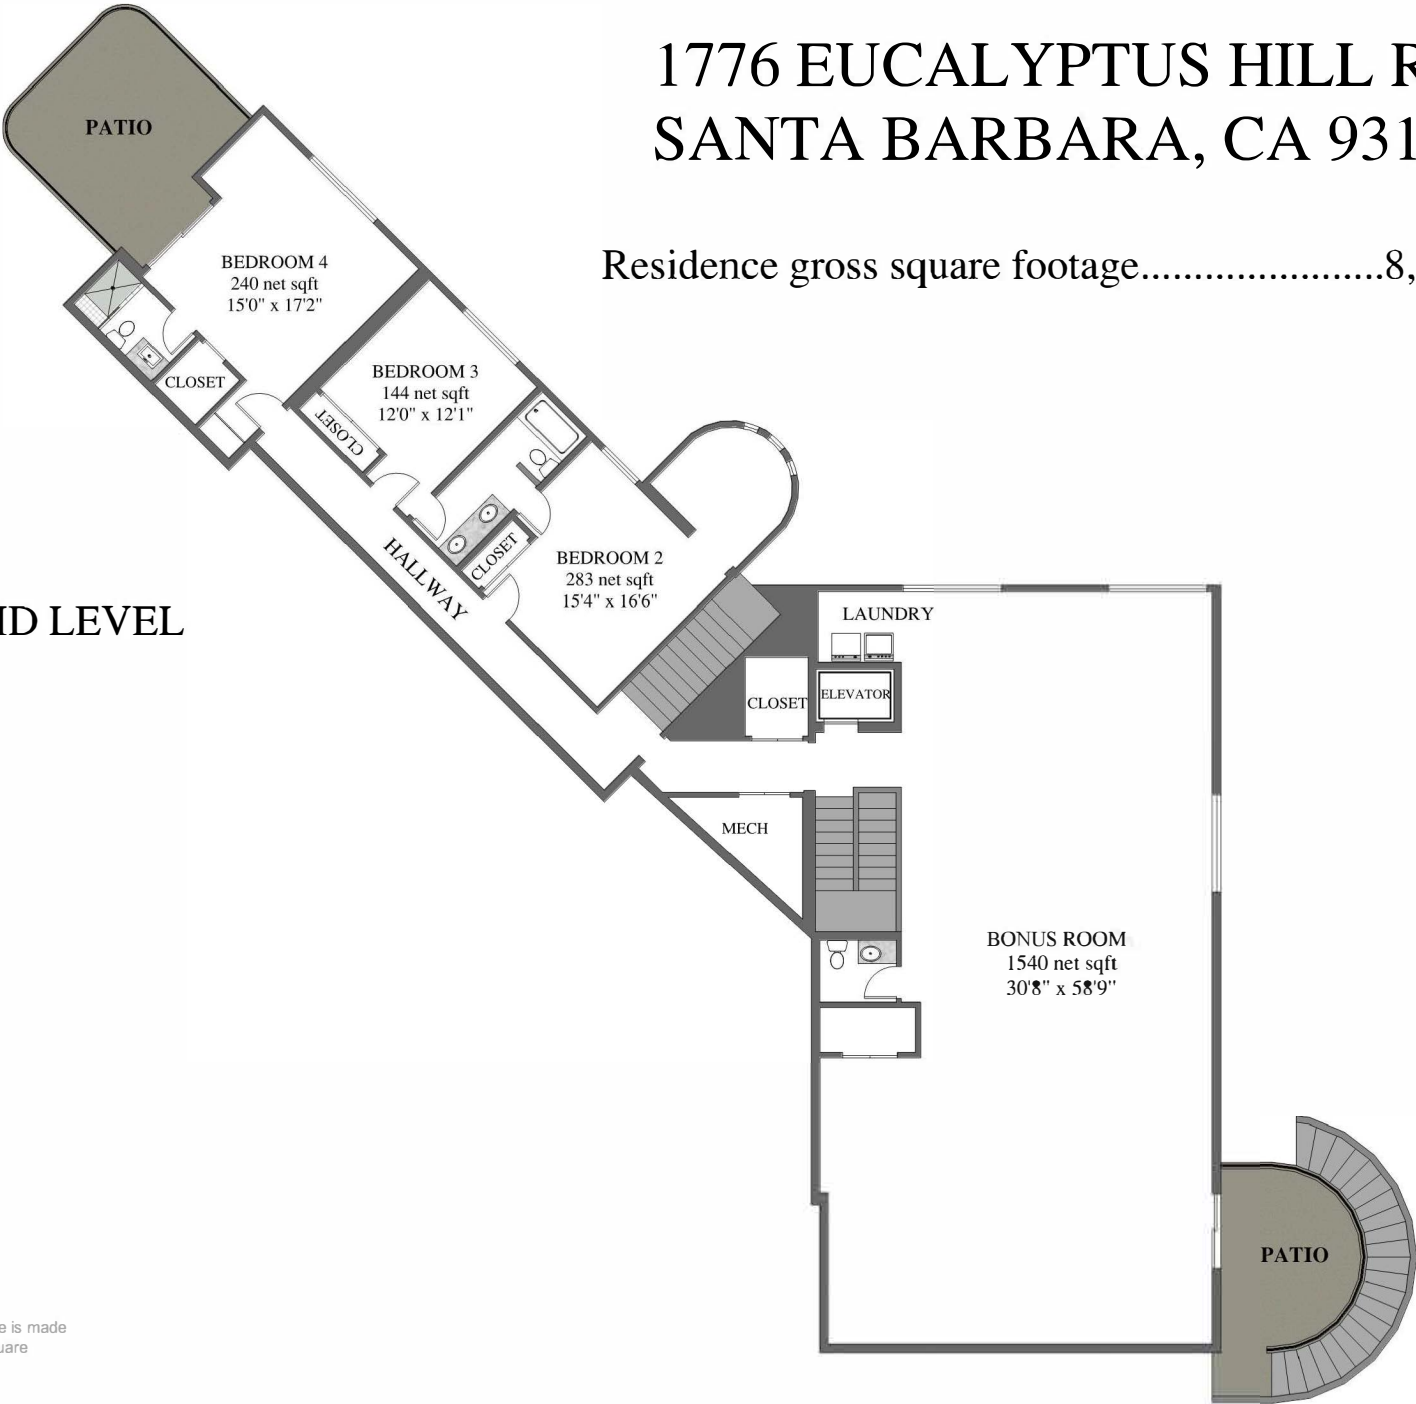 1776 EUCALYPTUS HILL R
SANTA BARBARA, CA 931
Residence gross square footage.......................8,
PATIO
BEDROOM 4
240 net sqft
15'0" x 17'2"
CLOSET
BEDROOM 3
144 net sqft
12'0" x 12'1"
CLOSET
HALLWAY
CLOSET
BEDROOM 2
283 net sqft
15'4" x 16'6"
ID LEVEL
LAUNDRY
CLOSET
ELEVATOR
MECH
BONUS ROOM
1540 net sqft
30'8" x 58'9"
PATIO
e is made
uare